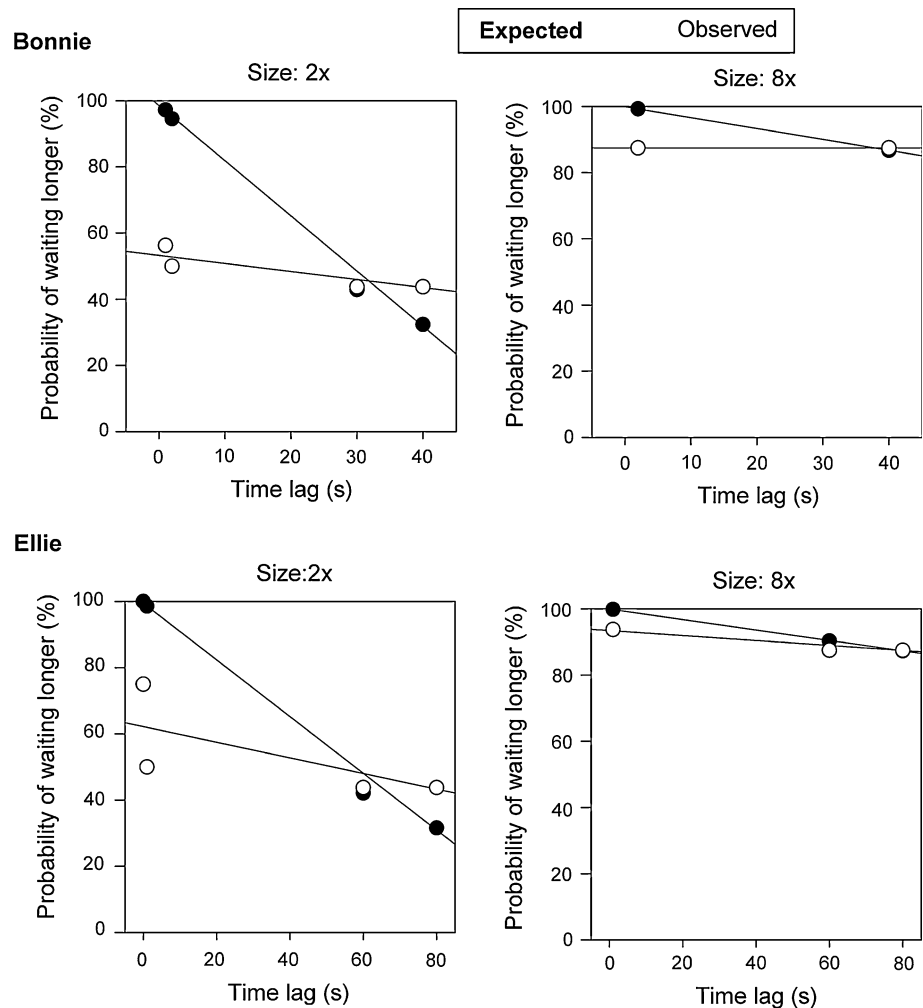 Bonnie
Expected Observed
Size: 2x
Probability of waiting longer (%)
100
80
60
40
20
0
0 10 20 30 40
Time lag (s)
Size: 8x
Probability of waiting longer (%)
100
80
60
40
20
0
0 10 20 30 40
Time lag (s)
Ellie
Size:2x
Probability of waiting longer (%)
100
80
60
40
20
0
0 20 40 60 80
Time lag (s)
Size: 8x
Probability of waiting longer (%)
100
80
60
40
20
0
0 20 40 60 80
Time lag (s)